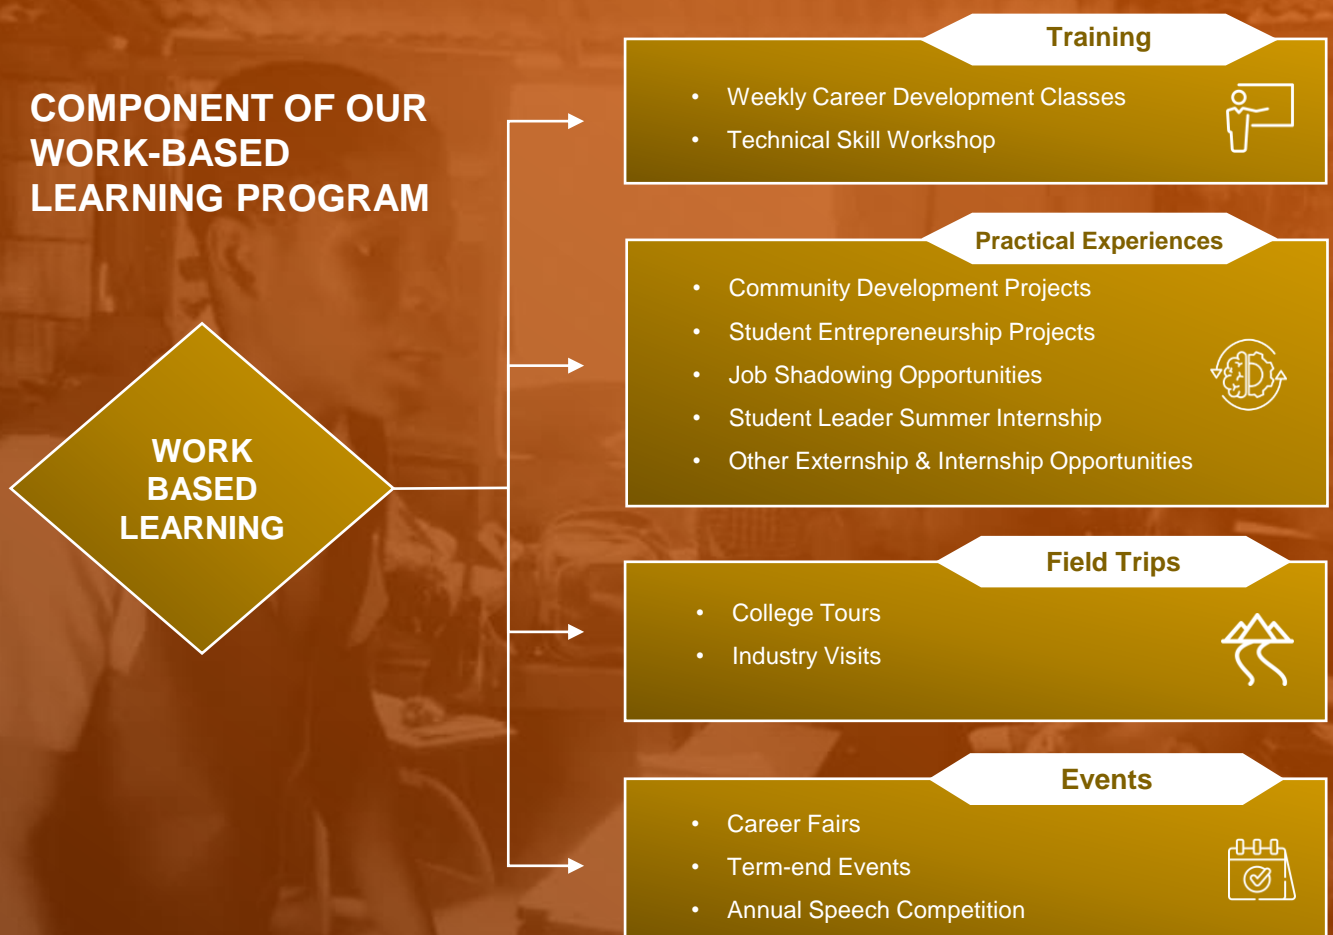 COMPONENT OF OUR
WORK-BASED
LEARNING PROGRAM
WORK
BASED
LEARNING
Training
• Weekly Career Development Classes
• Technical Skill Workshop
Practical Experiences
• Community Development Projects
• Student Entrepreneurship Projects
• Job Shadowing Opportunities
• Student Leader Summer Internship
• Other Externship & Internship Opportunities
Field Trips
• College Tours
• Industry Visits
Events
• Career Fairs
• Term-end Events
• Annual Speech Competition